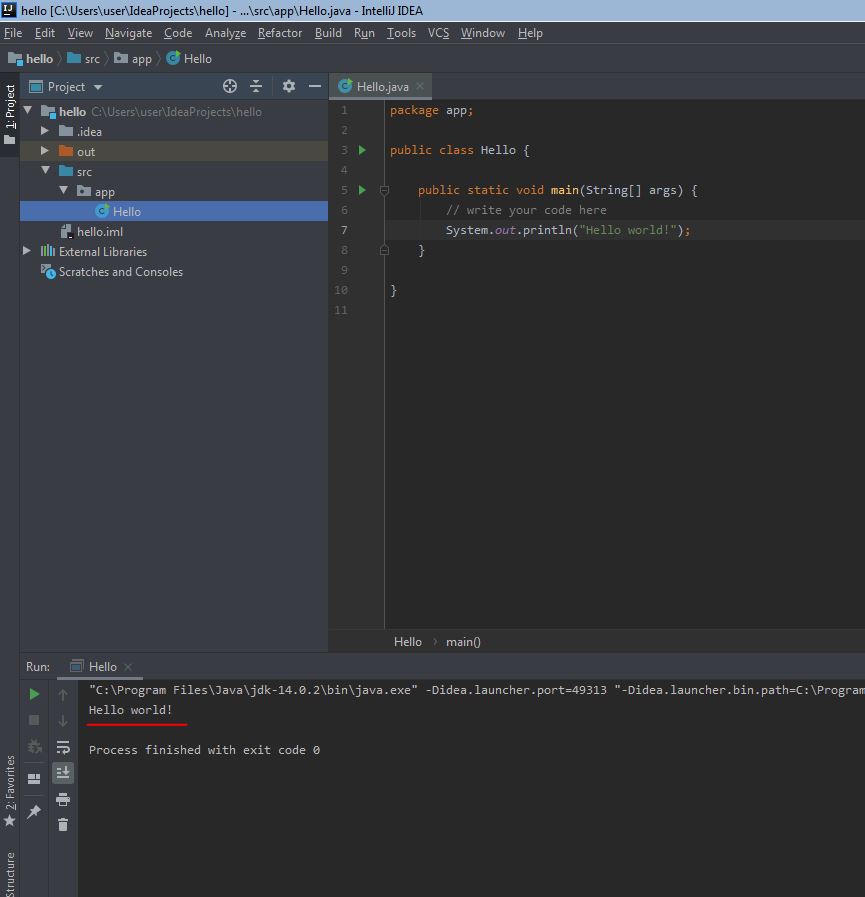 hello [C:\Users\user\IdeaProjects\hello] - ...\src\app\Hello.java - IntelliJ IDEA
File Edit View Navigate Code Analyze Refactor Build Run Tools VCS Window Help
hello src app Hello
1: Project
Project
hello C:\Users\user\IdeaProjects\hello
.idea
out
src
app
Hello
hello.iml
External Libraries
Scratches and Consoles
Hello.java
1 package app;
2
3 public class Hello {
4
5 public static void main(String[] args) {
6 // write your code here
7 System.out.println("Hello world!");
8 }
9
10 }
11
Hello main()
Run: Hello
"C:\Program Files\Java\jdk-14.0.2\bin\java.exe" -Didea.launcher.port=49313 "-Didea.launcher.bin.path=C:\Program
Hello world!
Process finished with exit code 0
2: Favorites
Structure